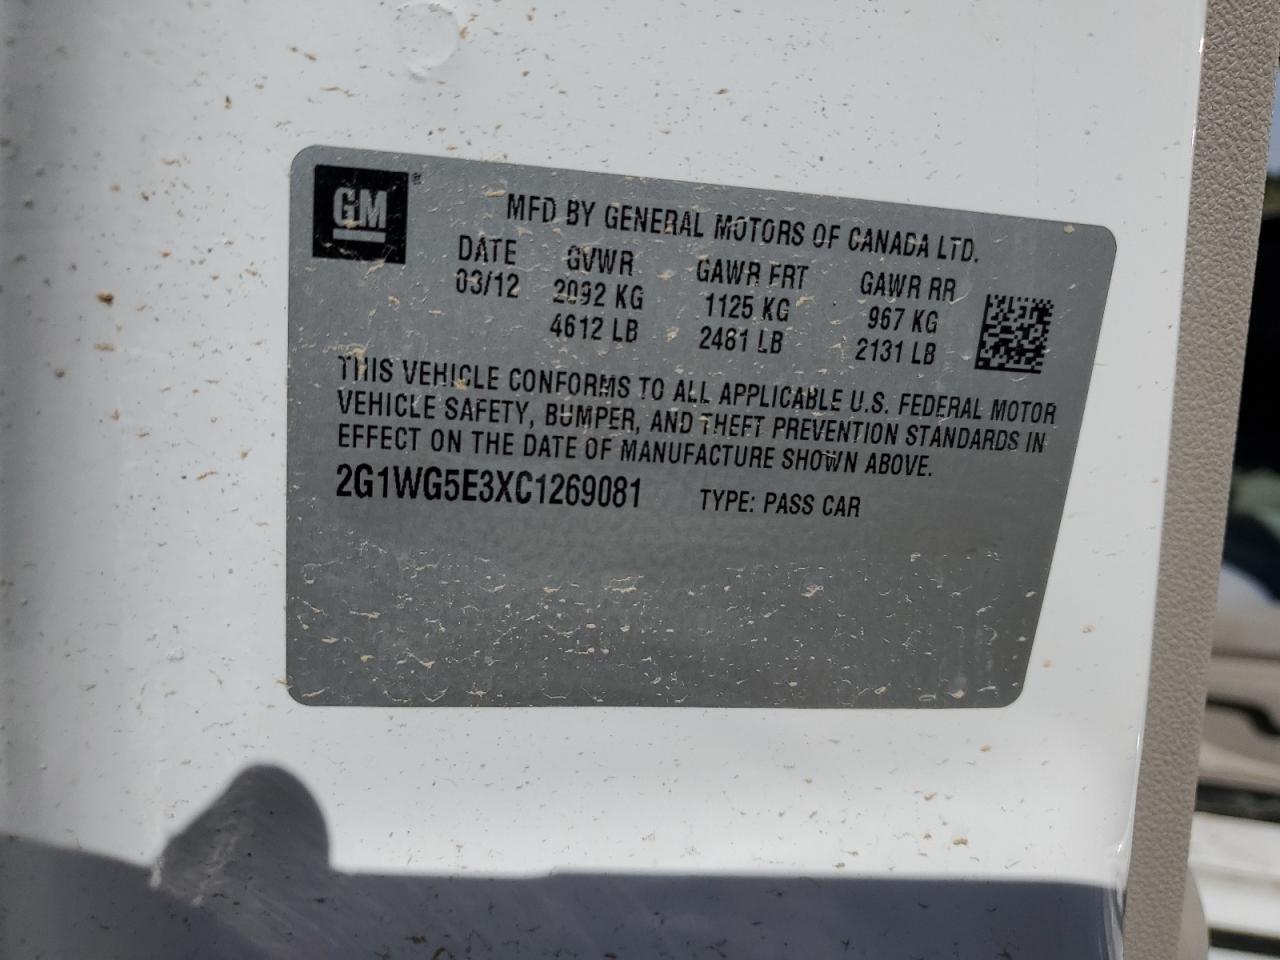 GM®
MFD BY GENERAL MOTORS OF CANADA LTD.
DATE GVWR GAWR FRT GAWR RR
03/12 2092 KG 1125 KG 967 KG
4612 LB 2481 LB 2131 LB
THIS VEHICLE CONFORMS TO ALL APPLICABLE U.S. FEDERAL MOTOR
VEHICLE SAFETY, BUMPER, AND THEFT PREVENTION STANDARDS IN
EFFECT ON THE DATE OF MANUFACTURE SHOWN ABOVE.
2G1WG5E3XC1269081 TYPE: PASS CAR